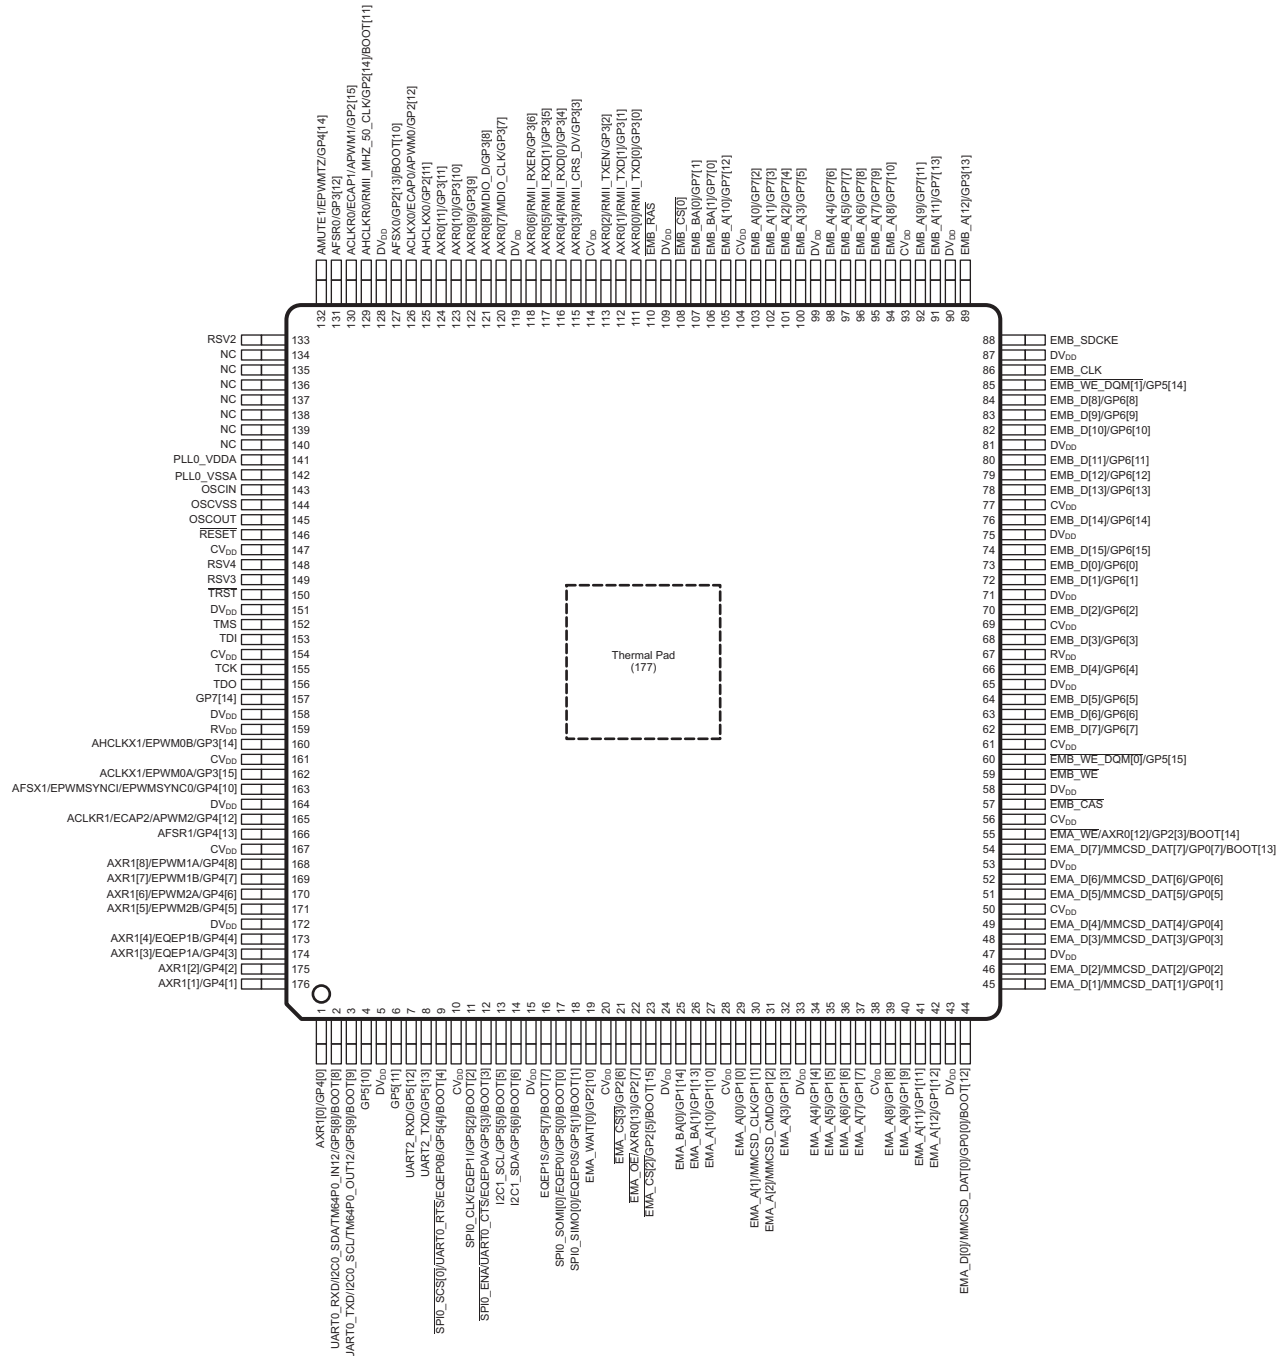 AMUTE1/EPWMTZ/GP4[14]
AFSR0/GP3[12]
ACLKR0/ECAP1/APWM1/GP2[15]
AHCLKR0/RMII_MHZ_50_CLK/GP2[14]/BOOT[11]
DVDD
AFSX0/GP2[13]/BOOT[10]
ACLKX0/ECAP0/APWM0/GP2[12]
AHCLKX0/GP2[11]
AXR0[11]/GP3[11]
AXR0[10]/GP3[10]
AXR0[9]/GP3[9]
AXR0[8]/MDIO_D/GP3[8]
AXR0[7]/MDIO_CLK/GP3[7]
DVDD
AXR0[6]/RMII_RXER/GP3[6]
AXR0[5]/RMII_RXD[1]/GP3[5]
AXR0[4]/RMII_RXD[0]/GP3[4]
AXR0[3]/RMII_CRS_DV/GP3[3]
CVDD
AXR0[2]/RMII_TXEN/GP3[2]
AXR0[1]/RMII_TXD[1]/GP3[1]
AXR0[0]/RMII_TXD[0]/GP3[0]
EMB_RAS
DVDD
EMB_CS[0]
EMB_BA[0]/GP7[1]
EMB_BA[1]/GP7[0]
EMB_A[10]/GP7[12]
CVDD
EMB_A[0]/GP7[2]
EMB_A[1]/GP7[3]
EMB_A[2]/GP7[4]
EMB_A[3]/GP7[5]
DVDD
EMB_A[4]/GP7[6]
EMB_A[5]/GP7[7]
EMB_A[6]/GP7[8]
EMB_A[7]/GP7[9]
EMB_A[8]/GP7[10]
CVDD
EMB_A[9]/GP7[11]
EMB_A[11]/GP7[13]
DVDD
EMB_A[12]/GP3[13]
132
131
130
129
128
127
126
125
124
123
122
121
120
119
118
117
116
115
114
113
112
111
110
109
108
107
106
105
104
103
102
101
100
99
98
97
96
95
94
93
92
91
90
89
RSV2 133
NC 134
NC 135
NC 136
NC 137
NC 138
NC 139
NC 140
PLL0_VDDA 141
PLL0_VSSA 142
OSCIN 143
OSCVSS 144
OSCOUT 145
RESET 146
CVDD 147
RSV4 148
RSV3 149
TRST 150
DVDD 151
TMS 152
TDI 153
CVDD 154
TCK 155
TDO 156
GP7[14] 157
DVDD 158
RVDD 159
AHCLKX1/EPWM0B/GP3[14] 160
CVDD 161
ACLKX1/EPWM0A/GP3[15] 162
AFSX1/EPWMSYNCI/EPWMSYNC0/GP4[10] 163
DVDD 164
ACLKR1/ECAP2/APWM2/GP4[12] 165
AFSR1/GP4[13] 166
CVDD 167
AXR1[8]/EPWM1A/GP4[8] 168
AXR1[7]/EPWM1B/GP4[7] 169
AXR1[6]/EPWM2A/GP4[6] 170
AXR1[5]/EPWM2B/GP4[5] 171
DVDD 172
AXR1[4]/EQEP1B/GP4[4] 173
AXR1[3]/EQEP1A/GP4[3] 174
AXR1[2]/GP4[2] 175
AXR1[1]/GP4[1] 176
Thermal Pad
(177)
88 EMB_SDCKE
87 DVDD
86 EMB_CLK
85 EMB_WE_DQM[1]/GP5[14]
84 EMB_D[8]/GP6[8]
83 EMB_D[9]/GP6[9]
82 EMB_D[10]/GP6[10]
81 DVDD
80 EMB_D[11]/GP6[11]
79 EMB_D[12]/GP6[12]
78 EMB_D[13]/GP6[13]
77 CVDD
76 EMB_D[14]/GP6[14]
75 DVDD
74 EMB_D[15]/GP6[15]
73 EMB_D[0]/GP6[0]
72 EMB_D[1]/GP6[1]
71 DVDD
70 EMB_D[2]/GP6[2]
69 CVDD
68 EMB_D[3]/GP6[3]
67 RVDD
66 EMB_D[4]/GP6[4]
65 DVDD
64 EMB_D[5]/GP6[5]
63 EMB_D[6]/GP6[6]
62 EMB_D[7]/GP6[7]
61 CVDD
60 EMB_WE_DQM[0]/GP5[15]
59 EMB_WE
58 DVDD
57 EMB_CAS
56 CVDD
55 EMA_WE/AXR0[12]/GP2[3]/BOOT[14]
54 EMA_D[7]/MMCSD_DAT[7]/GP0[7]/BOOT[13]
53 DVDD
52 EMA_D[6]/MMCSD_DAT[6]/GP0[6]
51 EMA_D[5]/MMCSD_DAT[5]/GP0[5]
50 CVDD
49 EMA_D[4]/MMCSD_DAT[4]/GP0[4]
48 EMA_D[3]/MMCSD_DAT[3]/GP0[3]
47 DVDD
46 EMA_D[2]/MMCSD_DAT[2]/GP0[2]
45 EMA_D[1]/MMCSD_DAT[1]/GP0[1]
1
2
3
4
5
6
7
8
9
10
11
12
13
14
15
16
17
18
19
20
21
22
23
24
25
26
27
28
29
30
31
32
33
34
35
36
37
38
39
40
41
42
43
44
AXR1[0]/GP4[0]
UART0_RXD/I2C0_SDA/TM64P0_IN12/GP5[8]/BOOT[8]
UART0_TXD/I2C0_SCL/TM64P0_OUT12/GP5[9]/BOOT[9]
GP5[10]
DVDD
GP5[11]
GP5[12]
UART2_RXD/GP5[12]
UART2_TXD/GP5[13]
SPI0_SCS[0]/UART0_RTS/EQEP0B/GP5[4]/BOOT[4]
CVDD
SPI0_CLK/EQEP1I/GP5[2]/BOOT[2]
SPI0_ENA/UART0_CTS/EQEP0A/GP5[3]/BOOT[3]
I2C1_SCL/GP5[5]/BOOT[5]
I2C1_SDA/GP5[6]/BOOT[6]
DVDD
EQEP1S/GP5[7]/BOOT[7]
SPI0_SOMI[0]/EQEP0I/GP5[0]/BOOT[0]
SPI0_SIMO[0]/EQEP0S/GP5[1]/BOOT[1]
EMA_WAIT[0]/GP2[10]
CVDD
EMA_CS[3]/GP2[6]
EMA_OE/AXR0[13]/GP2[7]
EMA_CS[2]/GP2[5]/BOOT[15]
DVDD
EMA_BA[0]/GP1[14]
EMA_BA[1]/GP1[13]
EMA_A[10]/GP1[10]
CVDD
EMA_A[0]/GP1[0]
EMA_A[1]/MMCSD_CLK/GP1[1]
EMA_A[2]/MMCSD_CMD/GP1[2]
EMA_A[3]/GP1[3]
DVDD
EMA_A[4]/GP1[4]
EMA_A[5]/GP1[5]
EMA_A[6]/GP1[6]
EMA_A[7]/GP1[7]
CVDD
EMA_A[8]/GP1[8]
EMA_A[9]/GP1[9]
EMA_A[11]/GP1[11]
EMA_A[12]/GP1[12]
DVDD
EMA_D[0]/MMCSD_DAT[0]/GP0[0]/BOOT[12]